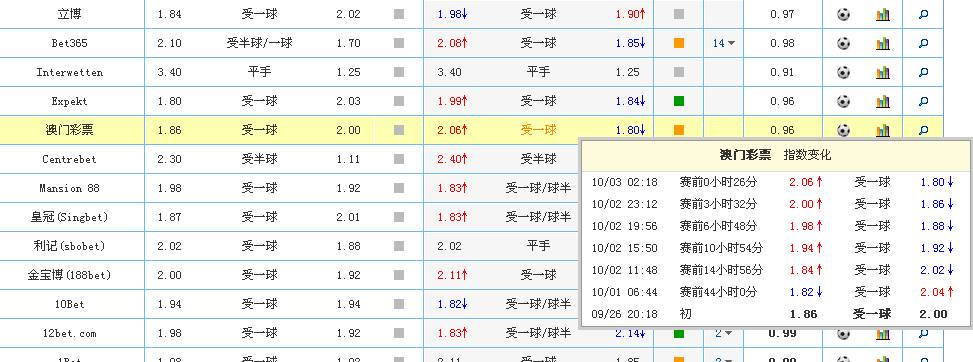 立博 1.84 受一球 2.02 1.98↓ 受一球 1.90↑ 0.97
Bet365 2.10 受半球/一球 1.70 2.08↑ 受一球 1.85↓ 14 0.98
Interwetten 3.40 平手 1.25 3.40 平手 1.25 0.91
Expekt 1.80 受一球 2.03 1.99↑ 受一球 1.84↓ 0.96
澳门彩票 1.86 受一球 2.00 2.06↑ 受一球 1.80↓ 0.96
Centrebet 2.30 受半球 1.11 2.40↑ 受半球
Mansion 88 1.98 受一球 1.92 1.83↑ 受一球/球半
皇冠(Singbet) 1.87 受一球 2.01 1.83↑ 受一球/球半
利记(sbobet) 2.02 受一球 1.88 2.02 平手
金宝博(188bet) 2.00 受一球 1.92 2.11↑ 受一球
10Bet 1.94 受一球 1.94 1.82↓ 受一球/球半
12bet.com 1.98 受一球 1.92 1.83↑ 受一球/球半 2.14↓ 2 0.99
澳门彩票 指数变化
10/03 02:18 赛前0小时26分 2.06↑ 受一球 1.80↓
10/02 23:12 赛前3小时32分 2.00↑ 受一球 1.86↓
10/02 19:56 赛前6小时48分 1.98↑ 受一球 1.88↓
10/02 15:50 赛前10小时54分 1.94↑ 受一球 1.92↓
10/02 11:48 赛前14小时56分 1.84↑ 受一球 2.02↓
10/01 06:44 赛前44小时0分 1.82↓ 受一球 2.04↑
09/26 20:18 初 1.86 受一球 2.00